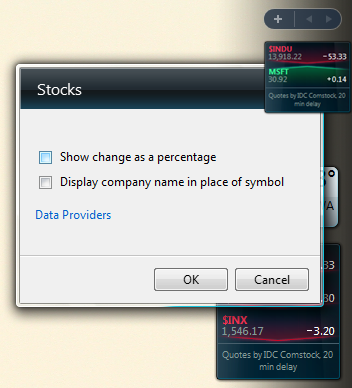 +
$INDU
13,918.22 -53.33
MSFT
30.92 +0.14
Quotes by IDC Comstock, 20
min delay
Stocks
Show change as a percentage
Display company name in place of symbol
Data Providers
OK Cancel
$INX
1,546.17 -3.20
Quotes by IDC Comstock, 20
min delay